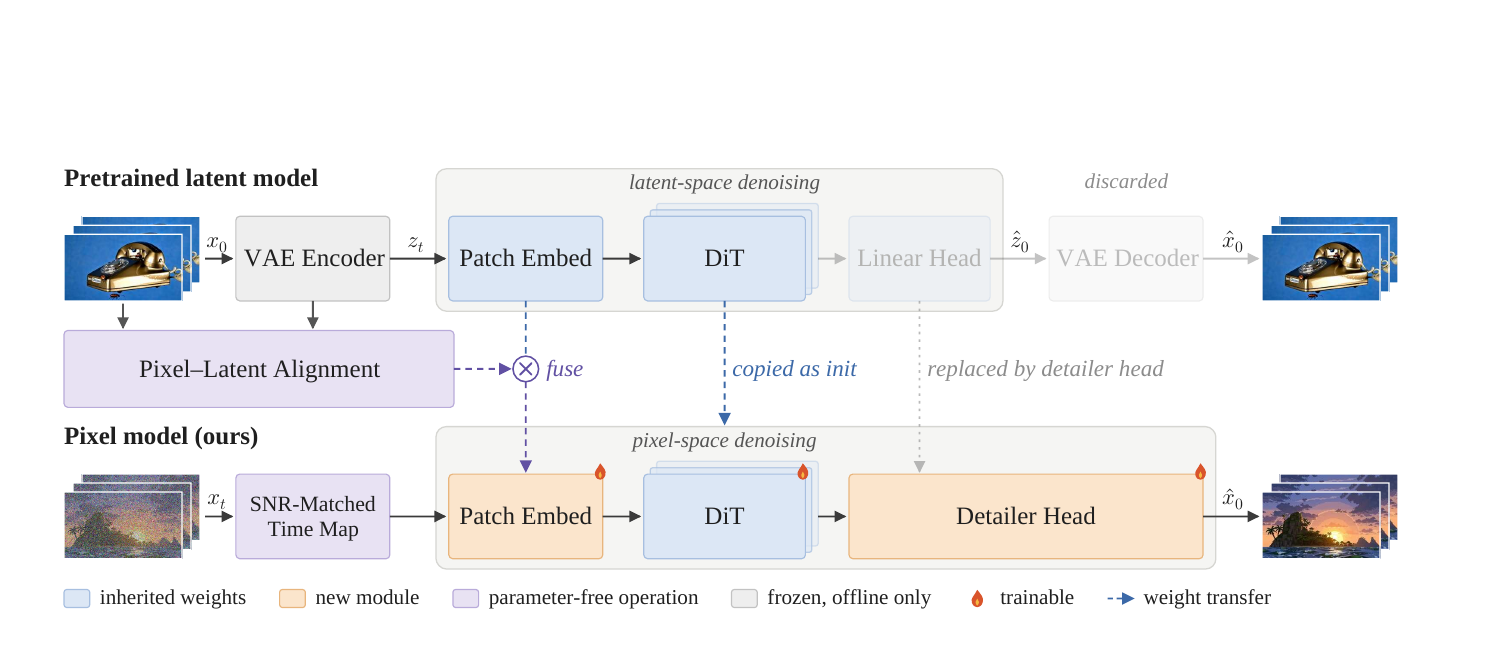 Pretrained latent model
latent-space denoising
discarded
x₀
VAE Encoder
zₜ
Patch Embed
DiT
Linear Head
ẑ₀
VAE Decoder
x̂₀
Pixel–Latent Alignment
fuse
copied as init
replaced by detailer head
Pixel model (ours)
pixel-space denoising
xₜ
SNR-Matched
Time Map
Patch Embed
DiT
Detailer Head
x̂₀
inherited weights
new module
parameter-free operation
frozen, offline only
trainable
weight transfer